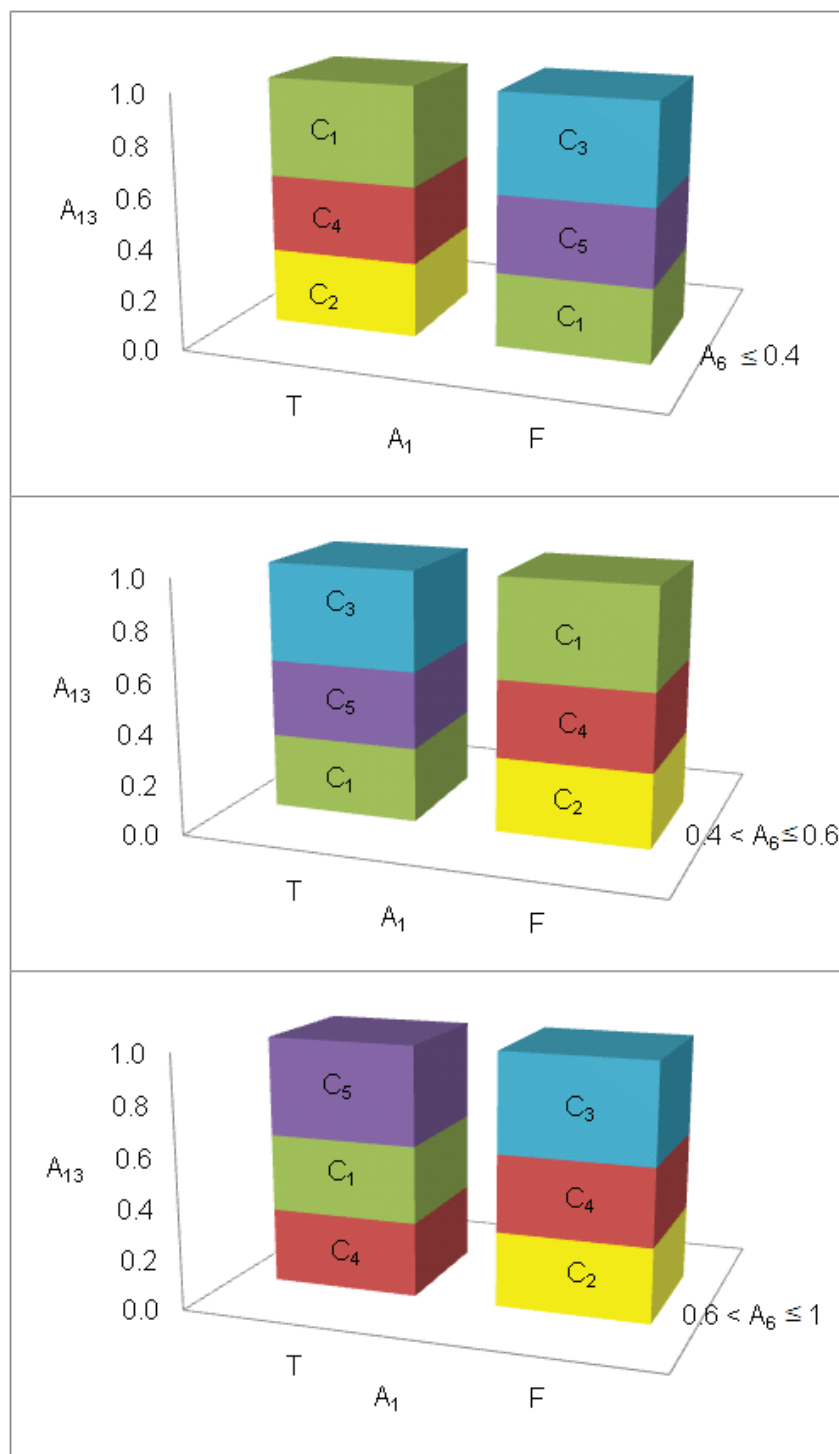 1.0
C₁
C₃
0.8
A₁₃
0.6
C₄
C₅
0.4
0.2
C₂
C₁
0.0
A₆ ≤ 0.4
T
A₁
F
1.0
C₃
C₁
0.8
A₁₃
0.6
C₅
C₄
0.4
0.2
C₁
C₂
0.0
0.4 < A₆ ≤ 0.6
T
A₁
F
1.0
C₅
C₃
0.8
A₁₃
0.6
C₁
C₄
0.4
0.2
C₄
C₂
0.0
0.6 < A₆ ≤ 1
T
A₁
F